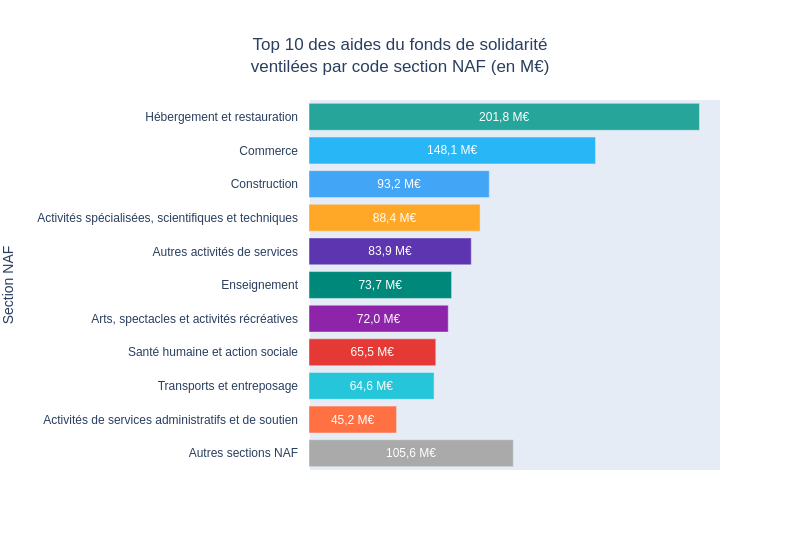 Top 10 des aides du fonds de solidarité
ventilées par code section NAF (en M€)
Section NAF
Hébergement et restauration 201,8 M€
Commerce 148,1 M€
Construction 93,2 M€
Activités spécialisées, scientifiques et techniques 88,4 M€
Autres activités de services 83,9 M€
Enseignement 73,7 M€
Arts, spectacles et activités récréatives 72,0 M€
Santé humaine et action sociale 65,5 M€
Transports et entreposage 64,6 M€
Activités de services administratifs et de soutien 45,2 M€
Autres sections NAF 105,6 M€